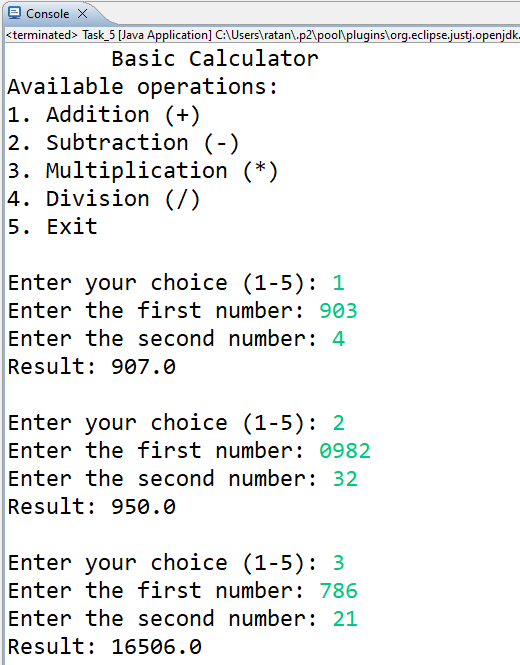 Console
<terminated> Task_5 [Java Application] C:\Users\ratan\.p2\pool\plugins\org.eclipse.justj.openjdk.
Basic Calculator
Available operations:
1. Addition (+)
2. Subtraction (-)
3. Multiplication (*)
4. Division (/)
5. Exit
Enter your choice (1-5): 1
Enter the first number: 903
Enter the second number: 4
Result: 907.0
Enter your choice (1-5): 2
Enter the first number: 0982
Enter the second number: 32
Result: 950.0
Enter your choice (1-5): 3
Enter the first number: 786
Enter the second number: 21
Result: 16506.0